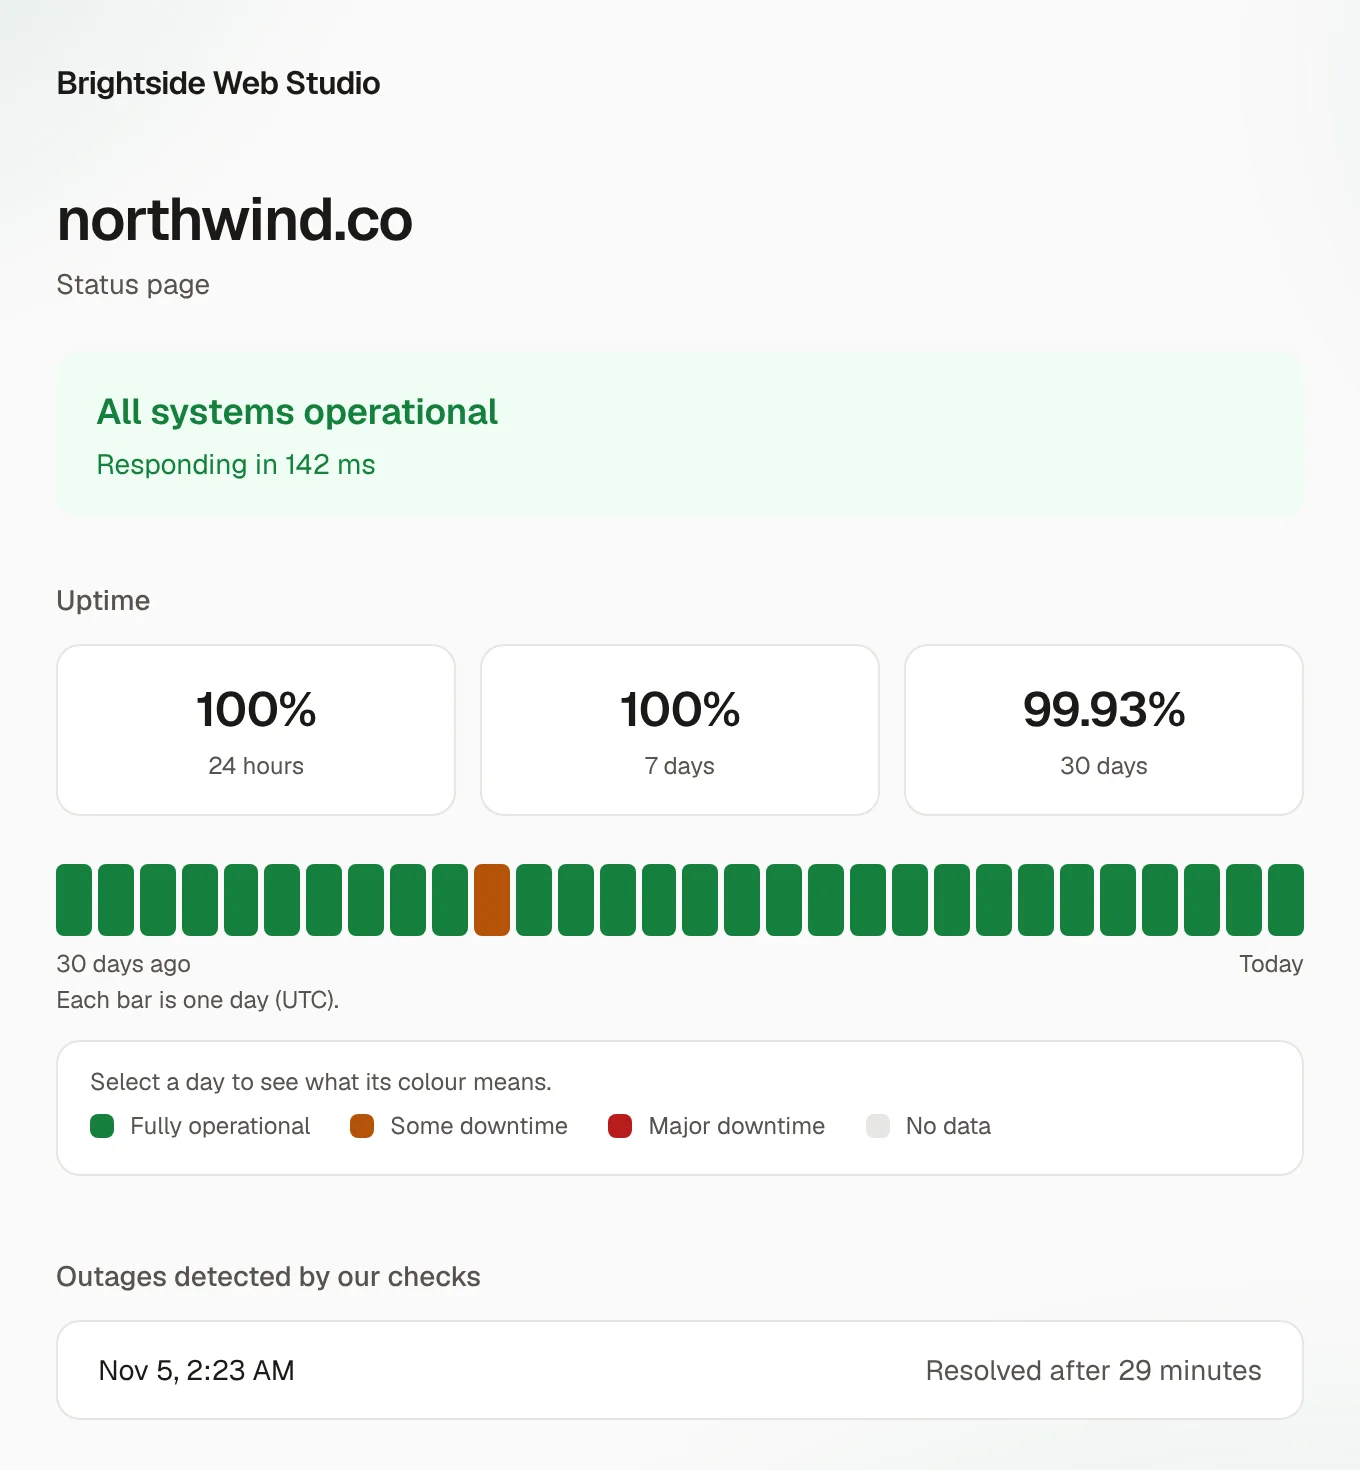 Brightside Web Studio
northwind.co
Status page
All systems operational
Responding in 142 ms
Uptime
100%
24 hours
100%
7 days
99.93%
30 days
30 days ago
Today
Each bar is one day (UTC).
Select a day to see what its colour means.
Fully operational
Some downtime
Major downtime
No data
Outages detected by our checks
Nov 5, 2:23 AM
Resolved after 29 minutes